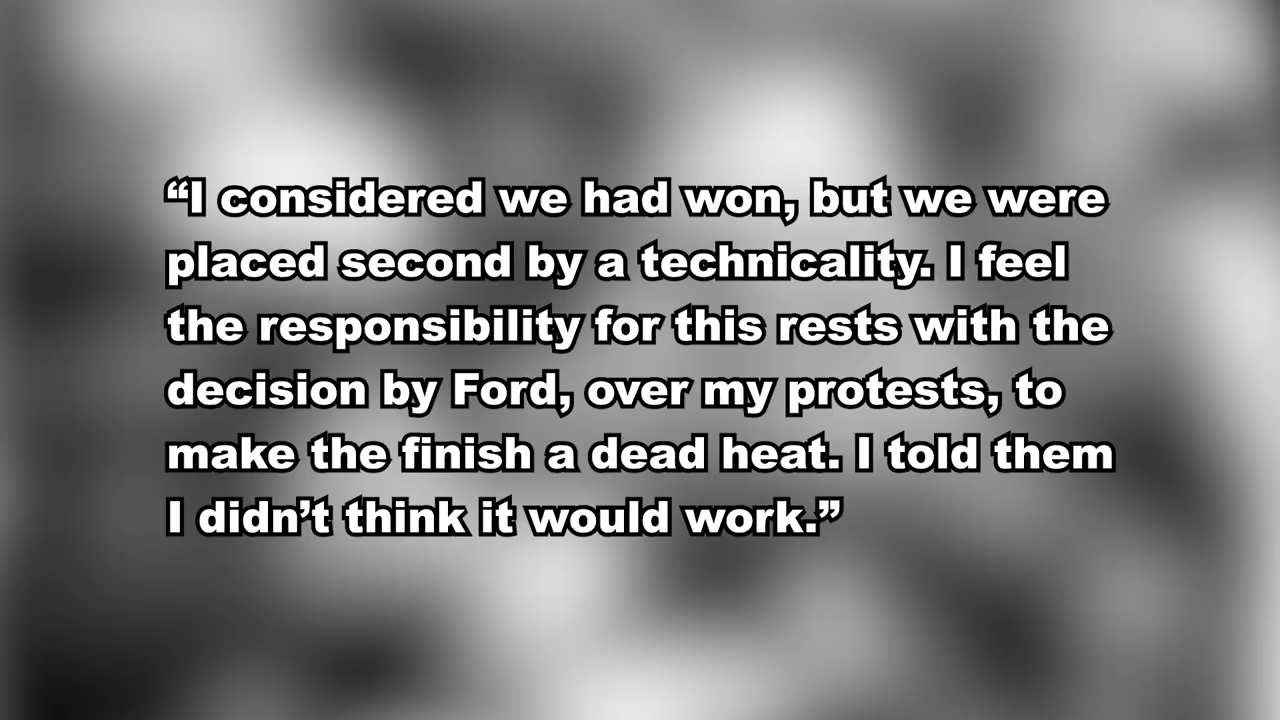 “I considered we had won, but we were
placed second by a technicality. I feel
the responsibility for this rests with the
decision by Ford, over my protests, to
make the finish a dead heat. I told them
I didn’t think it would work.”